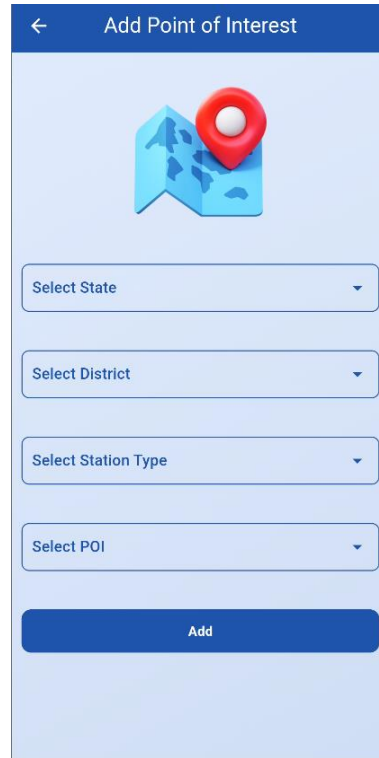 Add Point of Interest
Select State
Select District
Select Station Type
Select POI
Add